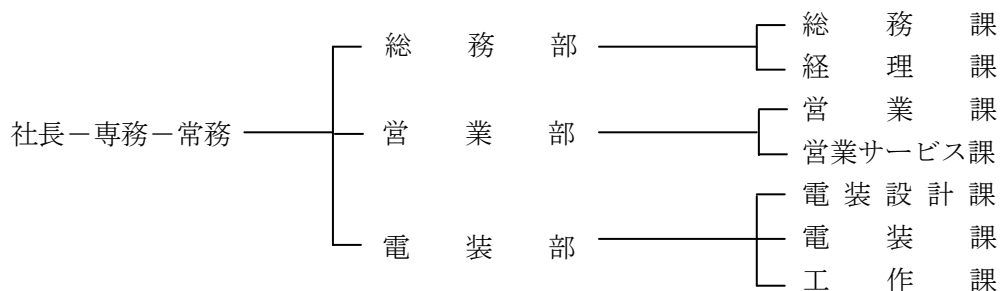 総務課
総務部
経理課
営業課
社長－専務－常務
営業部
営業サービス課
電装設計課
電装部
電装課
工作課